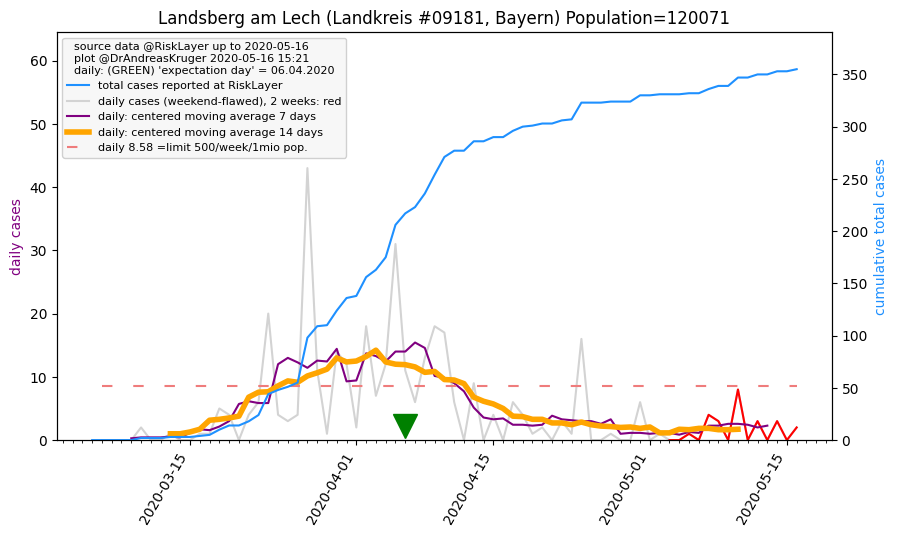 Landsberg am Lech (Landkreis #09181, Bayern) Population=120071
source data @RiskLayer up to 2020-05-16
plot @DrAndreasKruger 2020-05-16 15:21
daily: (GREEN) 'expectation day' = 06.04.2020
total cases reported at RiskLayer
daily cases (weekend-flawed), 2 weeks: red
daily: centered moving average 7 days
daily: centered moving average 14 days
daily 8.58 =limit 500/week/1mio pop.
daily cases
60
50
40
30
20
10
0
cumulative total cases
350
300
250
200
150
100
50
0
2020-03-15
2020-04-01
2020-04-15
2020-05-01
2020-05-15